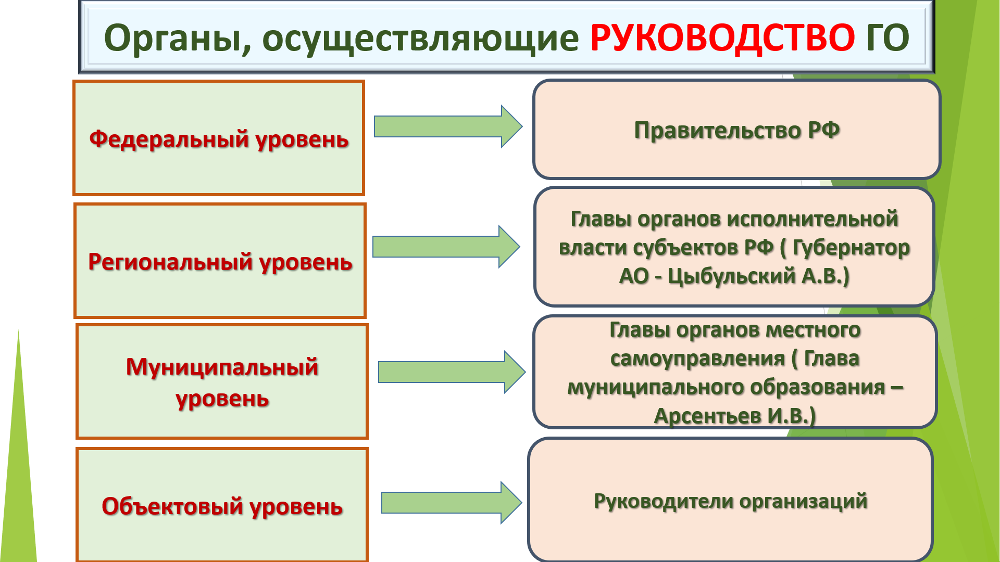 Органы, осуществляющие РУКОВОДСТВО ГО
Федеральный уровень
Правительство РФ
Региональный уровень
Главы органов исполнительной
власти субъектов РФ ( Губернатор
АО - Цыбульский А.В.)
Муниципальный
уровень
Главы органов местного
самоуправления ( Глава
муниципального образования –
Арсентьев И.В.)
Объектовый уровень
Руководители организаций